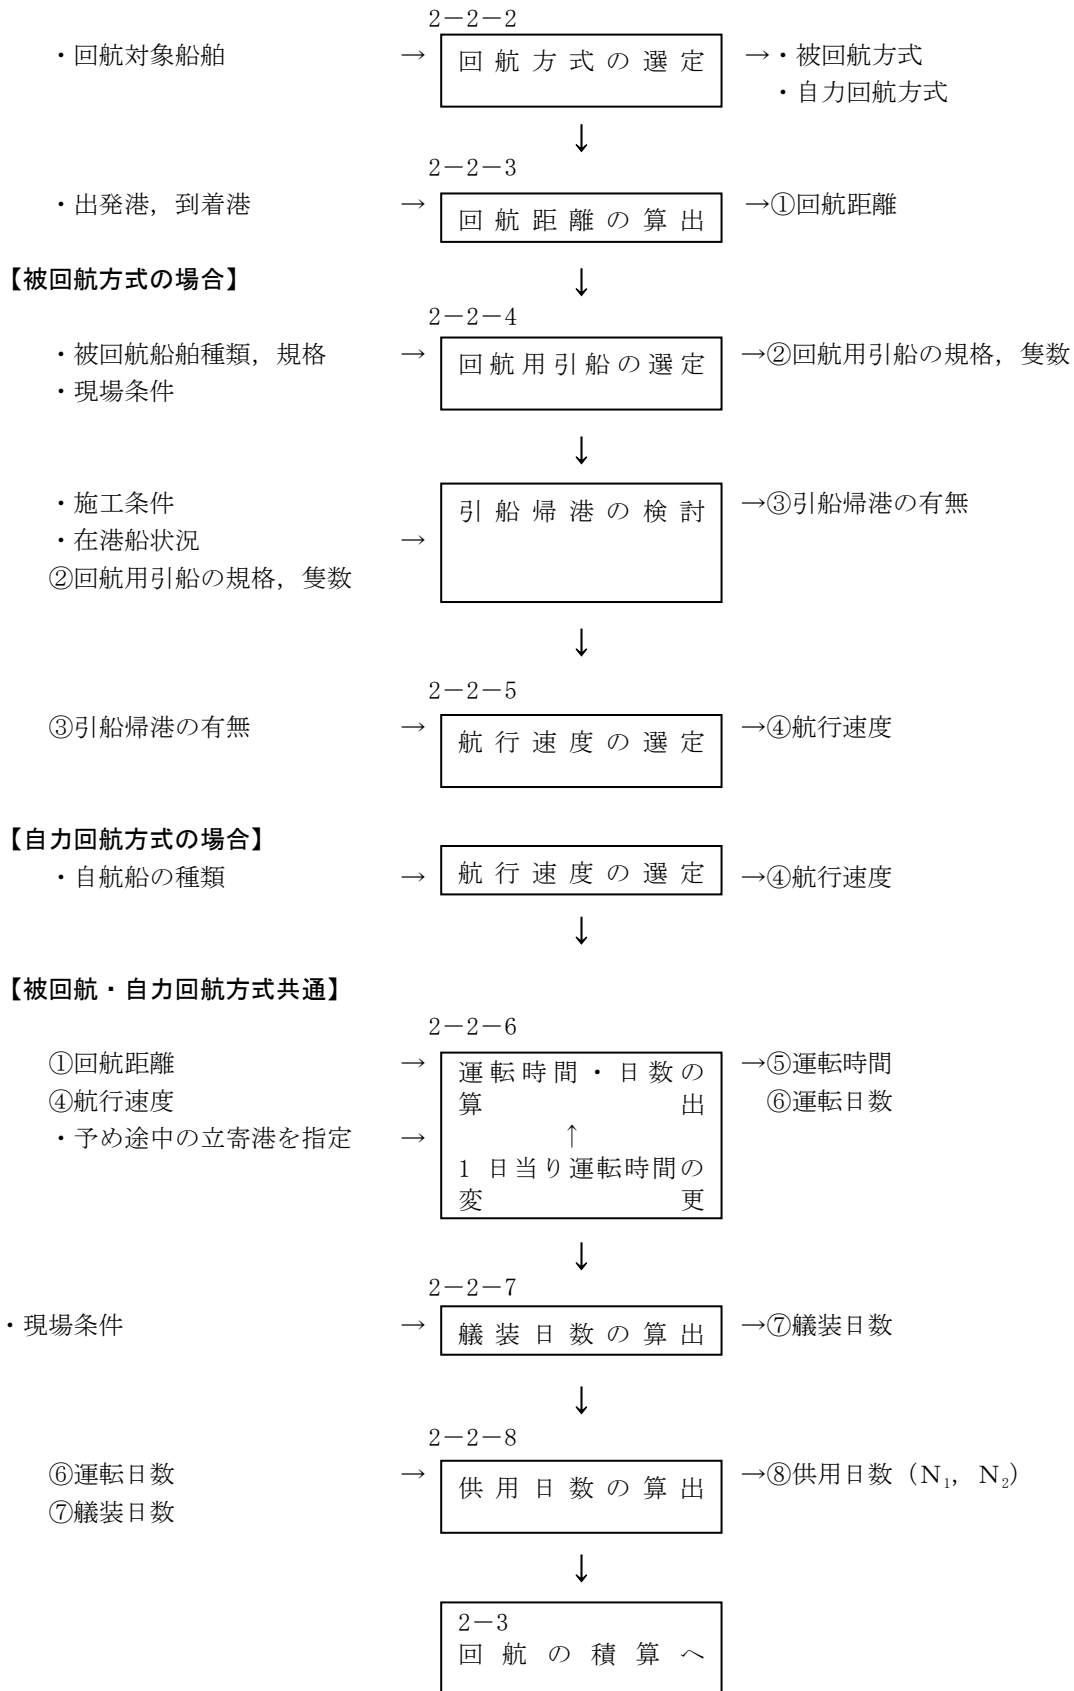 2－2－2
・回航対象船舶 → 回航方式の選定 →・被回航方式
・自力回航方式
↓
2－2－3
・出発港，到着港 → 回航距離の算出 →①回航距離
【被回航方式の場合】 ↓
2－2－4
・被回航船舶種類，規格 → 回航用引船の選定 →②回航用引船の規格，隻数
・現場条件
↓
・施工条件 引船帰港の検討 →③引船帰港の有無
・在港船状況 →
②回航用引船の規格，隻数
↓
2－2－5
③引船帰港の有無 → 航行速度の選定 →④航行速度
【自力回航方式の場合】
・自航船の種類 → 航行速度の選定 →④航行速度
↓
【被回航・自力回航方式共通】
2－2－6
①回航距離 → 運転時間・日数の →⑤運転時間
④航行速度 算出 ⑥運転日数
・予め途中の立寄港を指定 → ↑
1 日当り運転時間の
変更
↓
2－2－7
・現場条件 → 艤装日数の算出 →⑦艤装日数
↓
2－2－8
⑥運転日数 → 供用日数の算出 →⑧供用日数（N₁，N₂）
⑦艤装日数
↓
2－3
回航の積算へ